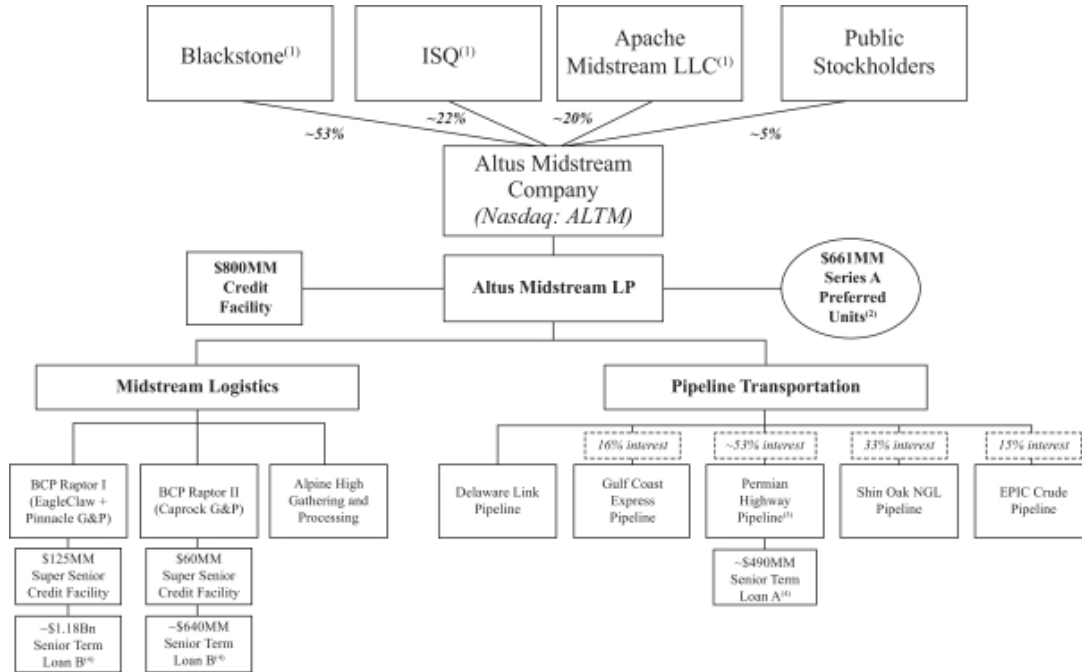 Blackstone(1)
ISQ(1)
Apache
Midstream LLC(1)
Public
Stockholders
~53%
~22%
~20%
~5%
Altus Midstream
Company
(Nasdaq: ALTM)
$800MM
Credit
Facility
Altus Midstream LP
$661MM
Series A
Preferred
Units(2)
Midstream Logistics
Pipeline Transportation
16% interest
~53% interest
33% interest
15% interest
BCP Raptor I
(EagleClaw +
Pinnacle G&P)
BCP Raptor II
(Caprock G&P)
Alpine High
Gathering and
Processing
Delaware Link
Pipeline
Gulf Coast
Express
Pipeline
Permian
Highway
Pipeline(3)
Shin Oak NGL
Pipeline
EPIC Crude
Pipeline
$125MM
Super Senior
Credit Facility
$60MM
Super Senior
Credit Facility
~$490MM
Senior Term
Loan A(4)
~$1.18Bn
Senior Term
Loan B(4)
~$640MM
Senior Term
Loan B(4)